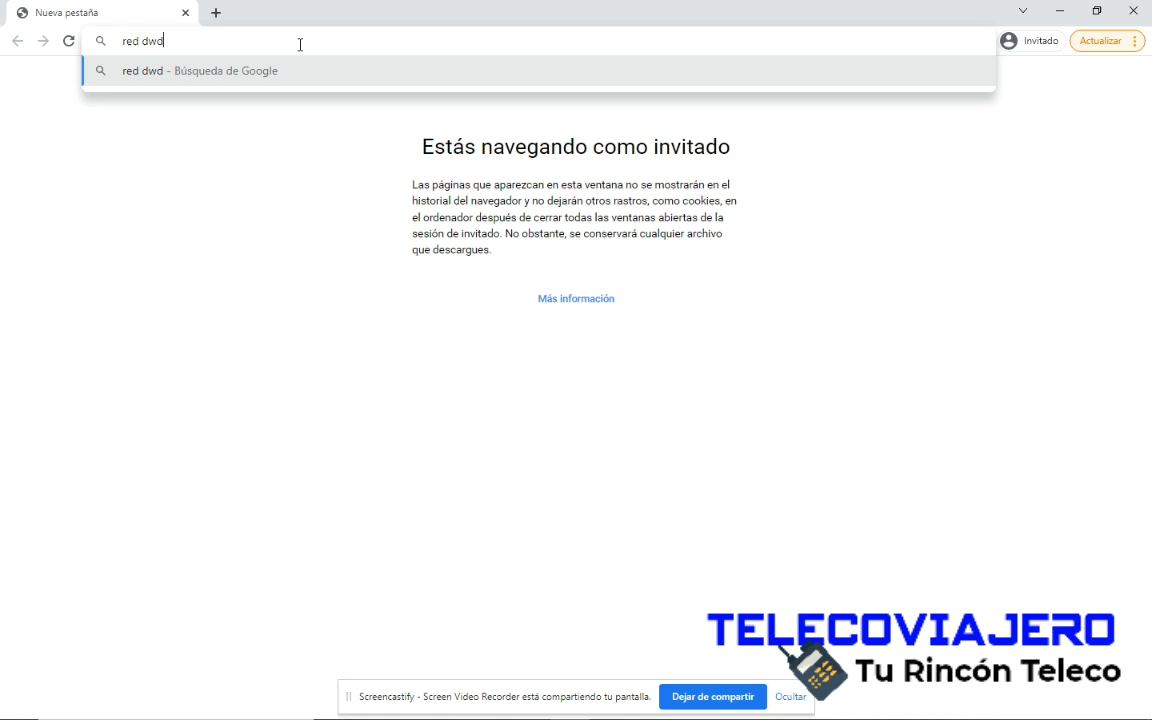 Nueva pestaña
red dwd
Invitado
Actualizar
red dwd - Búsqueda de Google
Estás navegando como invitado
Las páginas que aparezcan en esta ventana no se mostrarán en el
historial del navegador y no dejarán otros rastros, como cookies, en
el ordenador después de cerrar todas las ventanas abiertas de la
sesión de invitado. No obstante, se conservará cualquier archivo
que descargues.
Más información
TELECOVIAJERO
Tu Rincón Teleco
Screencastify - Screen Video Recorder está compartiendo tu pantalla.
Dejar de compartir
Ocultar